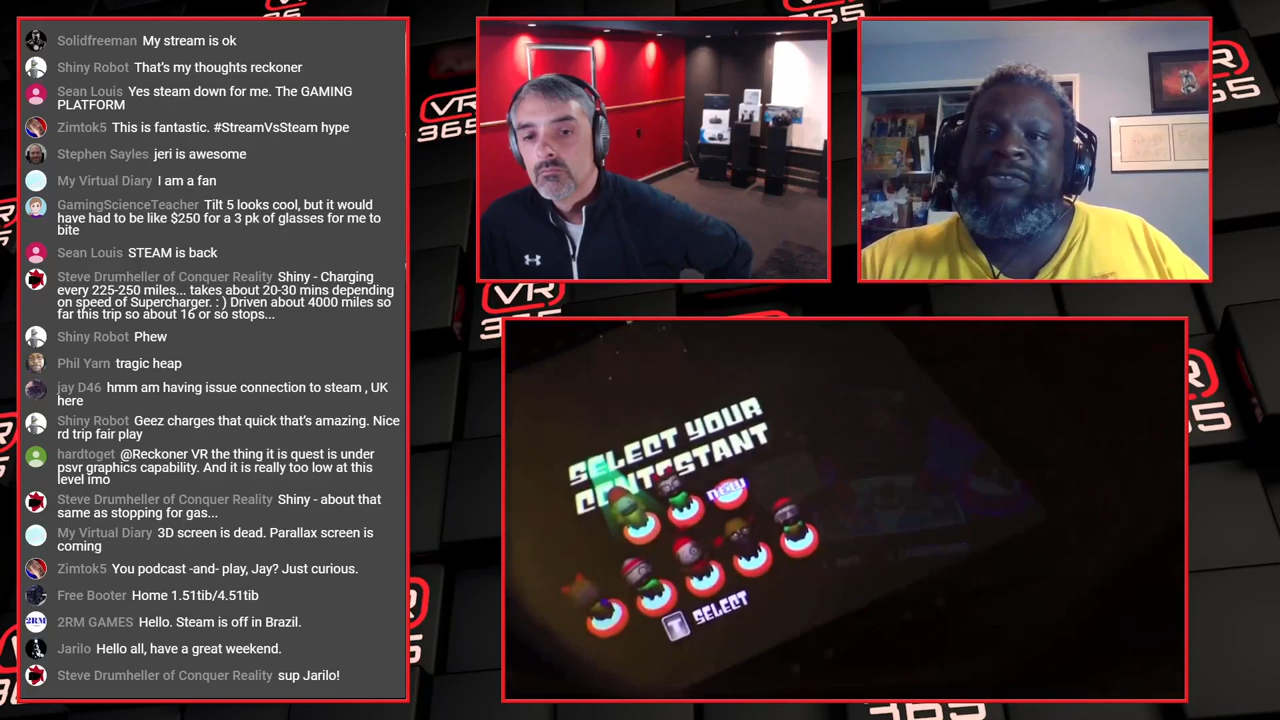 Solidfreeman My stream is ok
Shiny Robot That's my thoughts reckoner
Sean Louis Yes steam down for me. The GAMING
PLATFORM
Zimtok5 This is fantastic. #StreamVsSteam hype
Stephen Sayles jeri is awesome
My Virtual Diary I am a fan
GamingScienceTeacher Tilt 5 looks cool, but it would
have had to be like $250 for a 3 pk of glasses for me to
bite
Sean Louis STEAM is back
Steve Drumheller of Conquer Reality Shiny - Charging
every 225-250 miles... takes about 20-30 mins depending
on speed of Supercharger. : ) Driven about 4000 miles so
far this trip so about 16 or so stops...
Shiny Robot Phew
Phil Yarn tragic heap
jay D46 hmm am having issue connection to steam , UK
here
Shiny Robot Geez charges that quick that's amazing. Nice
rd trip fair play
hardtoget @Reckoner VR the thing it is quest is under
psvr graphics capability. And it is really too low at this
level imo
Steve Drumheller of Conquer Reality Shiny - about that
same as stopping for gas...
My Virtual Diary 3D screen is dead. Parallax screen is
coming
Zimtok5 You podcast -and- play, Jay? Just curious.
Free Booter Home 1.51tib/4.51tib
2RM GAMES Hello. Steam is off in Brazil.
Jarilo Hello all, have a great weekend.
Steve Drumheller of Conquer Reality sup Jarilo!
VR
365
VR
365
SELECT YOUR
CONTESTANT
T SELECT
365